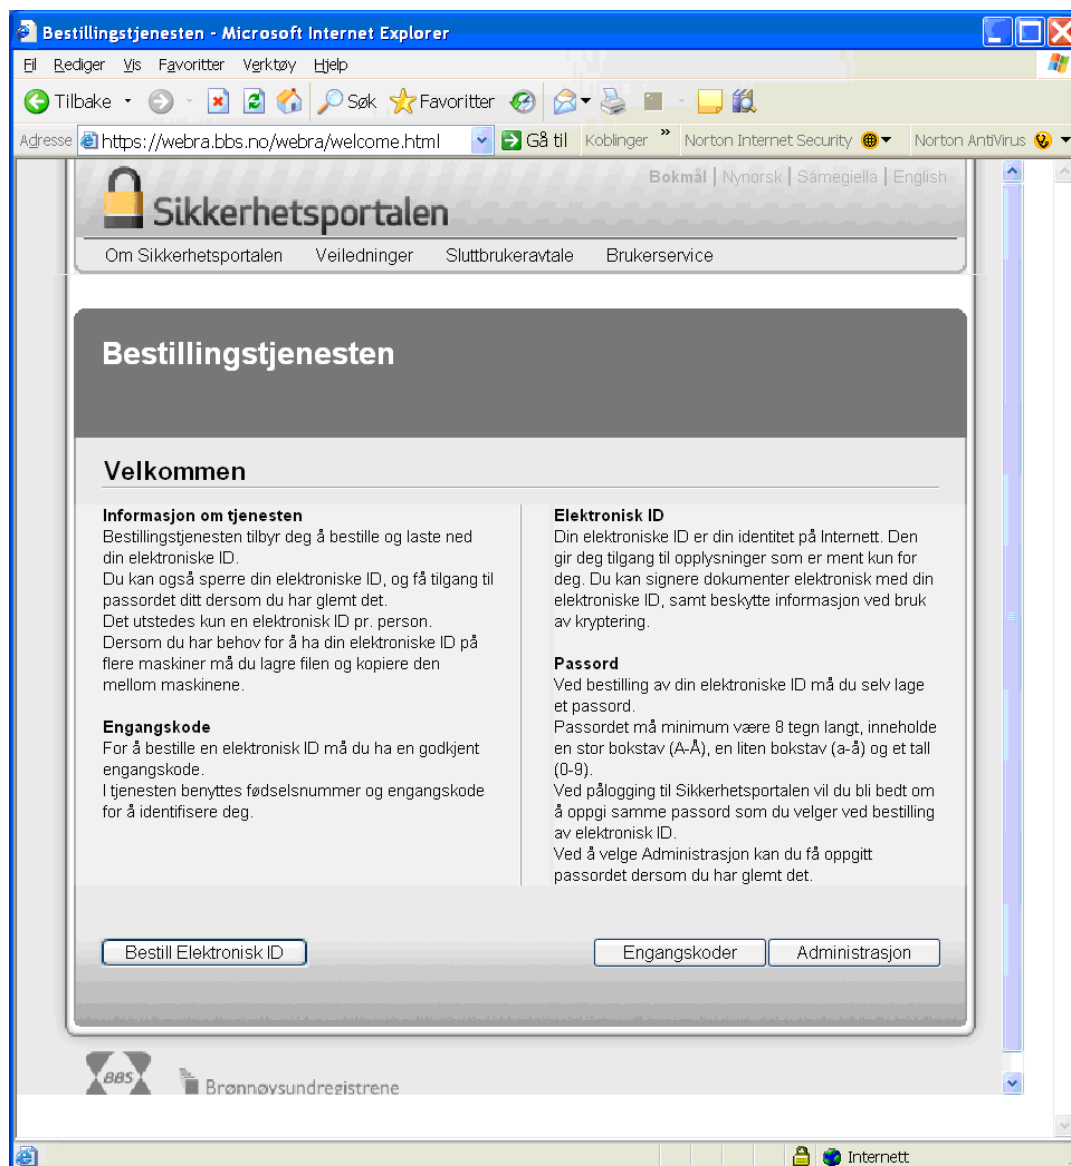 Bestillingstjenesten - Microsoft Internet Explorer
Fil Rediger Vis Favoritter Verktøy Hjelp
Tilbake Søk Favoritter
Adresse https://webra.bbs.no/webra/welcome.html Gå til Koblinger » Norton Internet Security Norton AntiVirus
Bokmål | Nynorsk | Sámegiella | English
Sikkerhetsportalen
Om Sikkerhetsportalen Veiledninger Sluttbrukeravtale Brukerservice
Bestillingstjenesten
Velkommen
Informasjon om tjenesten
Bestillingstjenesten tilbyr deg å bestille og laste ned
din elektroniske ID.
Du kan også sperre din elektroniske ID, og få tilgang til
passordet ditt dersom du har glemt det.
Det utstedes kun en elektronisk ID pr. person.
Dersom du har behov for å ha din elektroniske ID på
flere maskiner må du lagre filen og kopiere den
mellom maskinene.
Engangskode
For å bestille en elektronisk ID må du ha en godkjent
engangskode.
I tjenesten benyttes fødselsnummer og engangskode
for å identifisere deg.
Elektronisk ID
Din elektroniske ID er din identitet på Internett. Den
gir deg tilgang til opplysninger som er ment kun for
deg. Du kan signere dokumenter elektronisk med din
elektroniske ID, samt beskytte informasjon ved bruk
av kryptering.
Passord
Ved bestilling av din elektroniske ID må du selv lage
et passord.
Passordet må minimum være 8 tegn langt, inneholde
en stor bokstav (A-Å), en liten bokstav (a-å) og et tall
(0-9).
Ved pålogging til Sikkerhetsportalen vil du bli bedt om
å oppgi samme passord som du velger ved bestilling
av elektronisk ID.
Ved å velge Administrasjon kan du få oppgitt
passordet dersom du har glemt det.
Bestill Elektronisk ID Engangskoder Administrasjon
BBS Brønnøysundregistrene
Internett